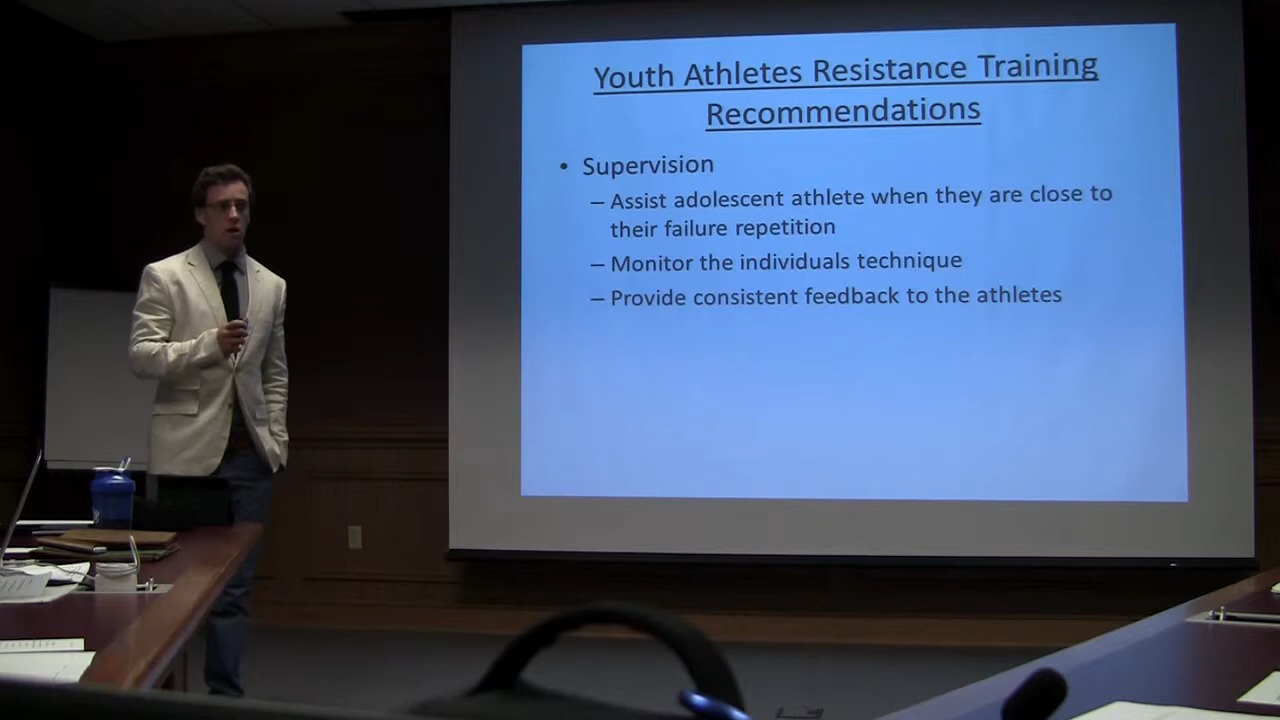 Youth Athletes Resistance Training
Recommendations
• Supervision
– Assist adolescent athlete when they are close to
their failure repetition
– Monitor the individuals technique
– Provide consistent feedback to the athletes